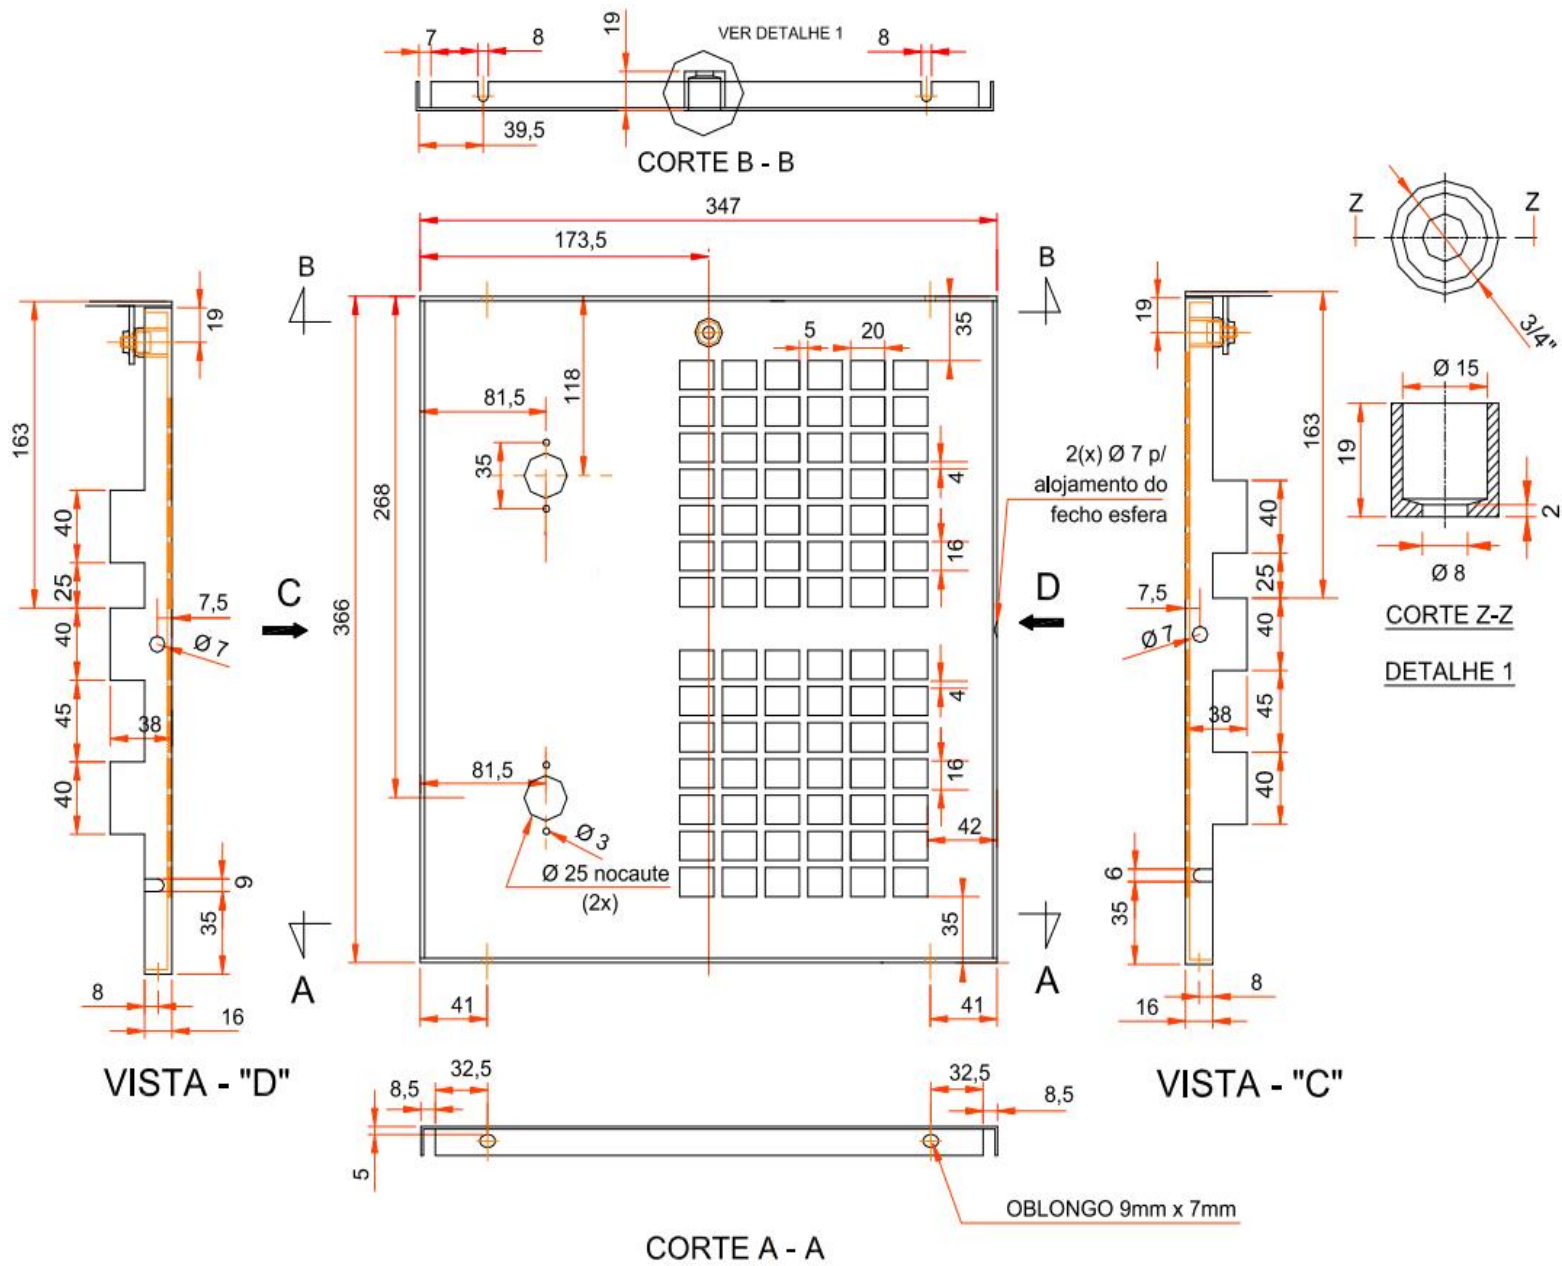 7
8
19
VER DETALHE 1
8
39,5
CORTE B - B
347
173,5
B
B
Z
Z
3/4"
19
163
40
25
40
45
40
38
7,5
Ø 7
9
35
8
16
VISTA - "D"
C
81,5
118
35
268
366
5
20
35
4
16
4
16
81,5
Ø 3
Ø 25 nocaute
(2x)
42
35
A
A
41
41
2(x) Ø 7 p/
alojamento do
fecho esfera
D
19
163
40
25
40
45
40
38
7,5
Ø 7
6
35
16
8
VISTA - "C"
Ø 15
19
2
Ø 8
CORTE Z-Z
DETALHE 1
32,5
8,5
32,5
8,5
5
OBLONGO 9mm x 7mm
CORTE A - A